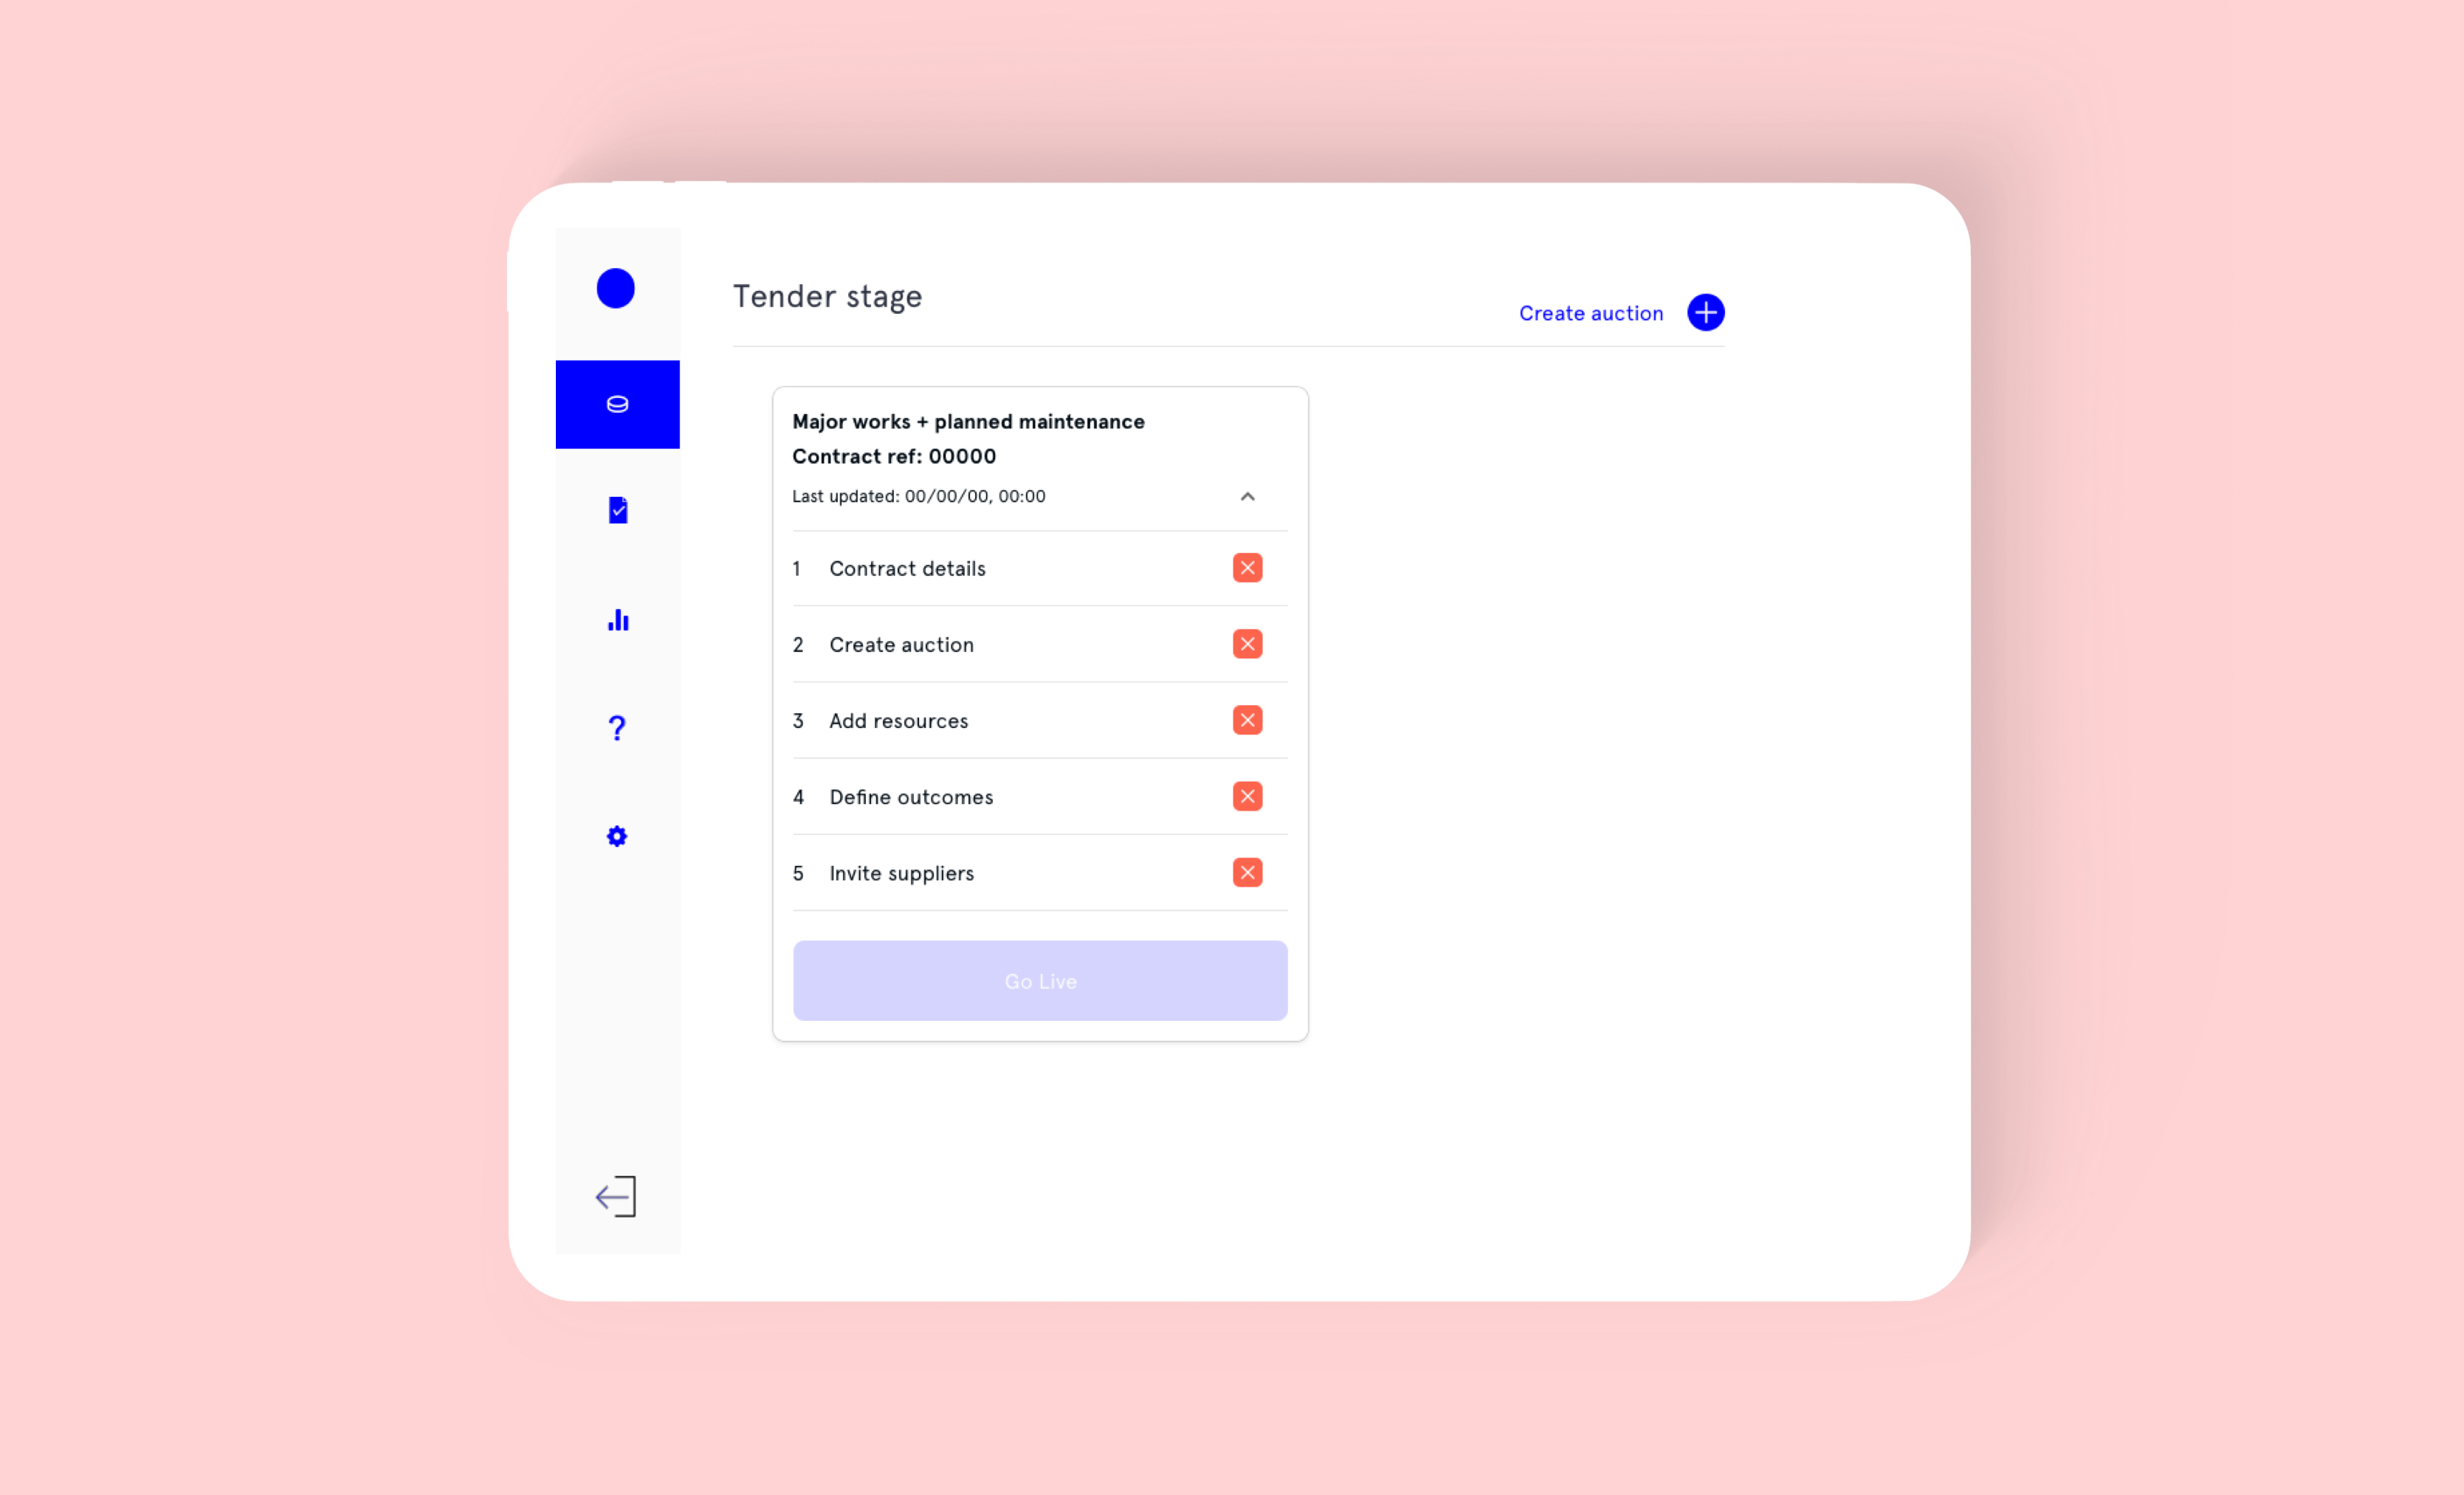 Tender stage
Create auction
Major works + planned maintenance
Contract ref: 00000
Last updated: 00/00/00, 00:00
1 Contract details
2 Create auction
3 Add resources
4 Define outcomes
5 Invite suppliers
Go Live